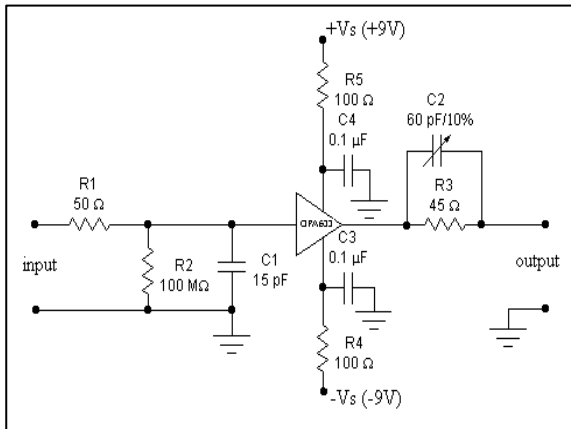 +Vs (+9V)
R5
100 Ω
C4
0.1 µF
C2
60 pF/10%
R1
50 Ω
R3
45 Ω
OPA633
C3
0.1 µF
input
R2
100 MΩ
C1
15 pF
output
R4
100 Ω
-Vs (-9V)